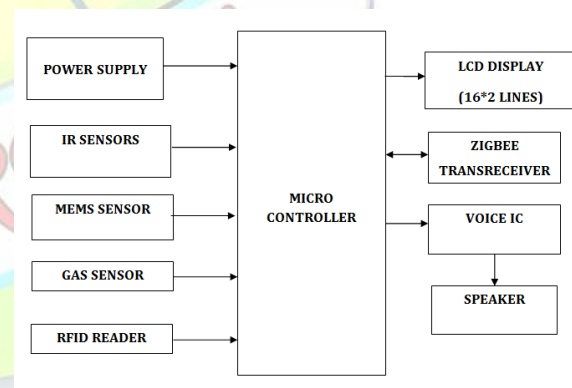 POWER SUPPLY
IR SENSORS
MEMS SENSOR
GAS SENSOR
RFID READER
MICRO
CONTROLLER
LCD DISPLAY
(16*2 LINES)
ZIGBEE
TRANSRECEIVER
VOICE IC
SPEAKER